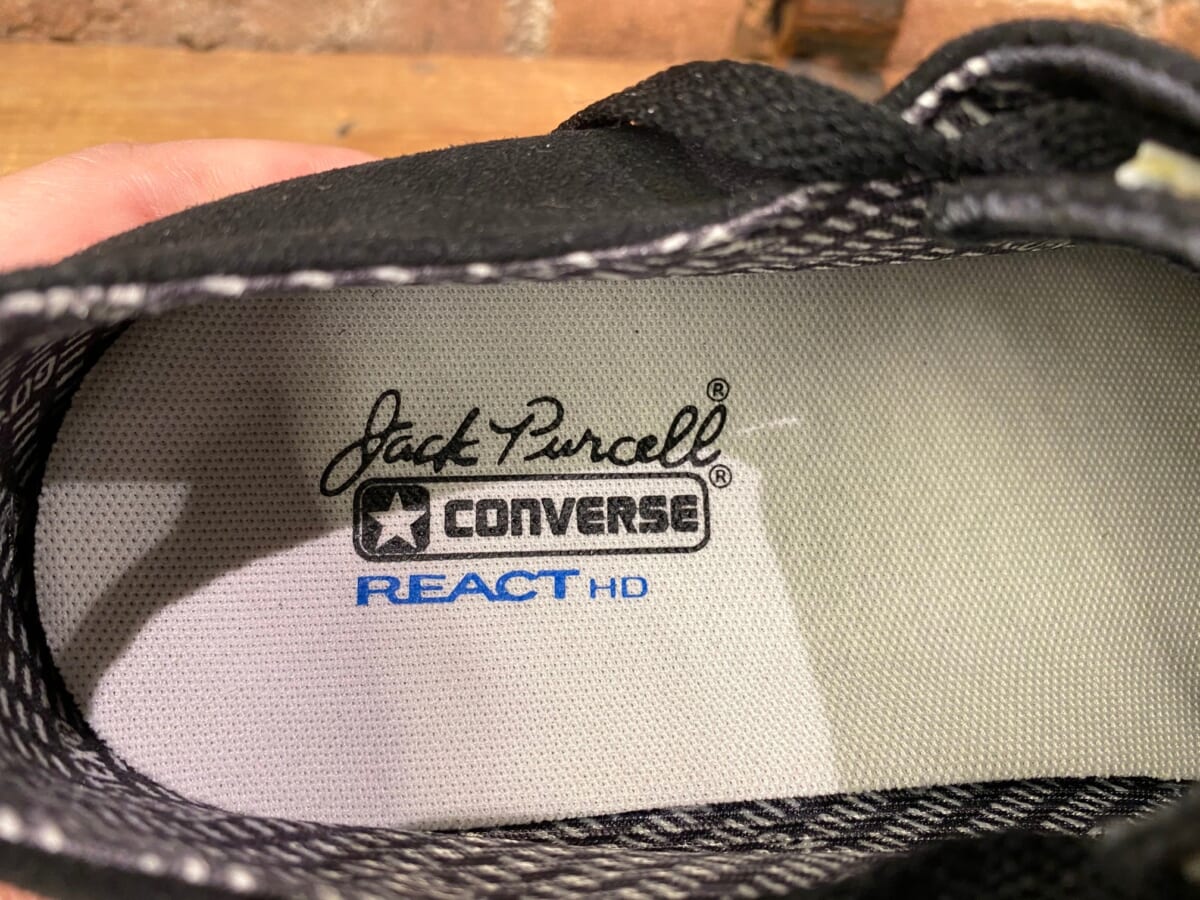 Jack Purcell®
CONVERSE®
REACT HD